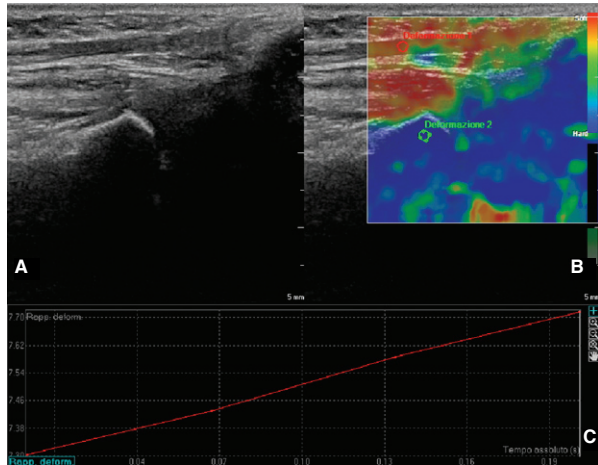 Soft
Deformazione 1
Deformazione 2
Hard
A
B
5 mm
5 mm
7.70
Rapp. deform
7.62
7.54
7.46
7.38
7.30
C
Tempo assoluto (s)
Rapp. deform.
0.04
0.07
0.10
0.13
0.16
0.19